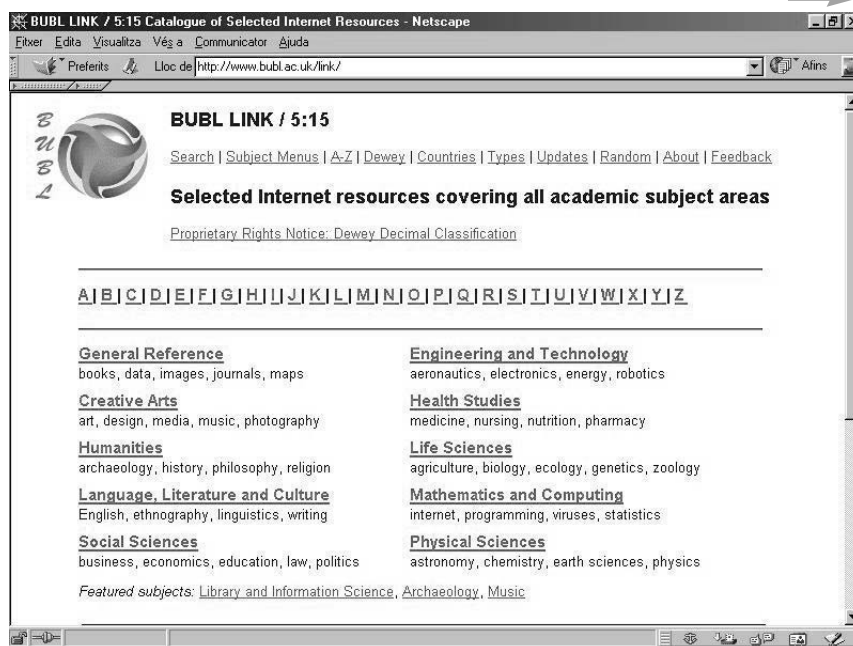 BUBL LINK / 5:15 Catalogue of Selected Internet Resources - Netscape
Fitxer Edita Visualitza Vés a Communicator Ajuda
Preferits Lloc de http://www.bubl.ac.uk/link/ Afins
BUBL
BUBL LINK / 5:15
Search | Subject Menus | A-Z | Dewey | Countries | Types | Updates | Random | About | Feedback
Selected Internet resources covering all academic subject areas
Proprietary Rights Notice: Dewey Decimal Classification
A | B | C | D | E | F | G | H | I | J | K | L | M | N | O | P | Q | R | S | T | U | V | W | X | Y | Z
General Reference
books, data, images, journals, maps
Creative Arts
art, design, media, music, photography
Humanities
archaeology, history, philosophy, religion
Language, Literature and Culture
English, ethnography, linguistics, writing
Social Sciences
business, economics, education, law, politics
Engineering and Technology
aeronautics, electronics, energy, robotics
Health Studies
medicine, nursing, nutrition, pharmacy
Life Sciences
agriculture, biology, ecology, genetics, zoology
Mathematics and Computing
internet, programming, viruses, statistics
Physical Sciences
astronomy, chemistry, earth sciences, physics
Featured subjects: Library and Information Science, Archaeology, Music